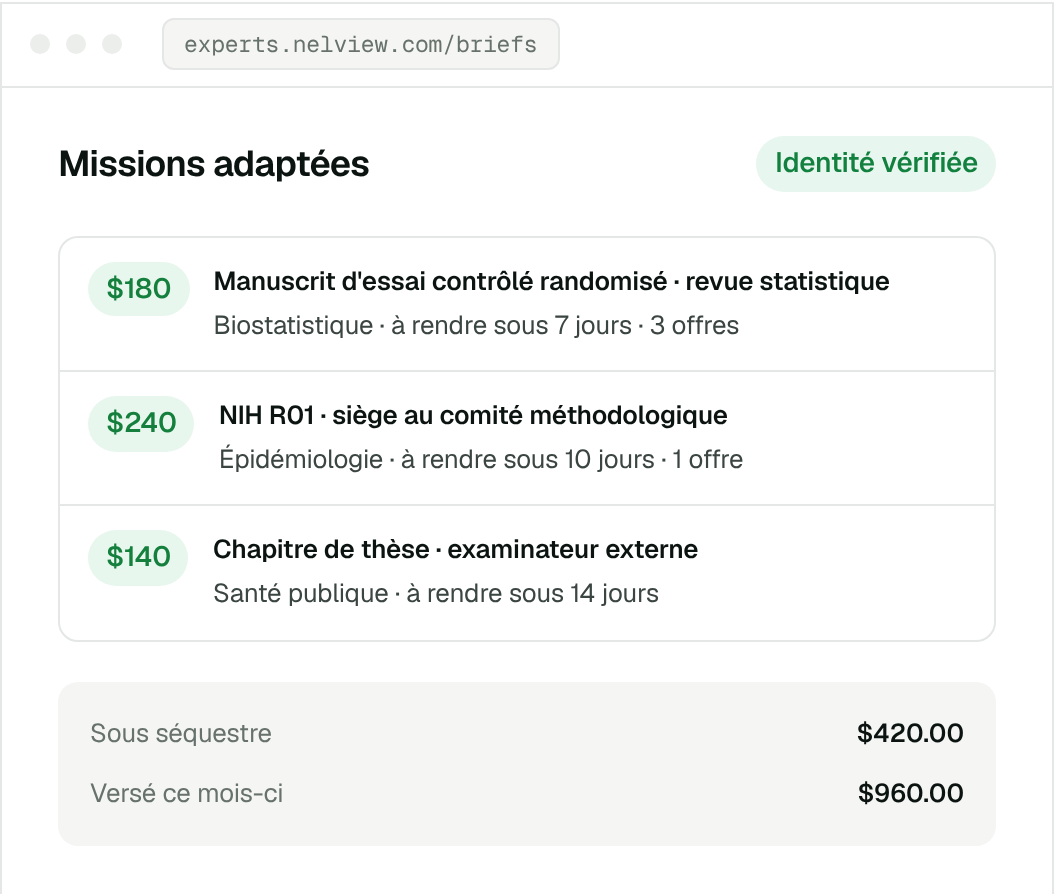 experts.nelview.com/briefs
Missions adaptées
Identité vérifiée
$180
Manuscrit d'essai contrôlé randomisé · revue statistique
Biostatistique · à rendre sous 7 jours · 3 offres
$240
NIH R01 · siège au comité méthodologique
Épidémiologie · à rendre sous 10 jours · 1 offre
$140
Chapitre de thèse · examinateur externe
Santé publique · à rendre sous 14 jours
Sous séquestre
$420.00
Versé ce mois-ci
$960.00